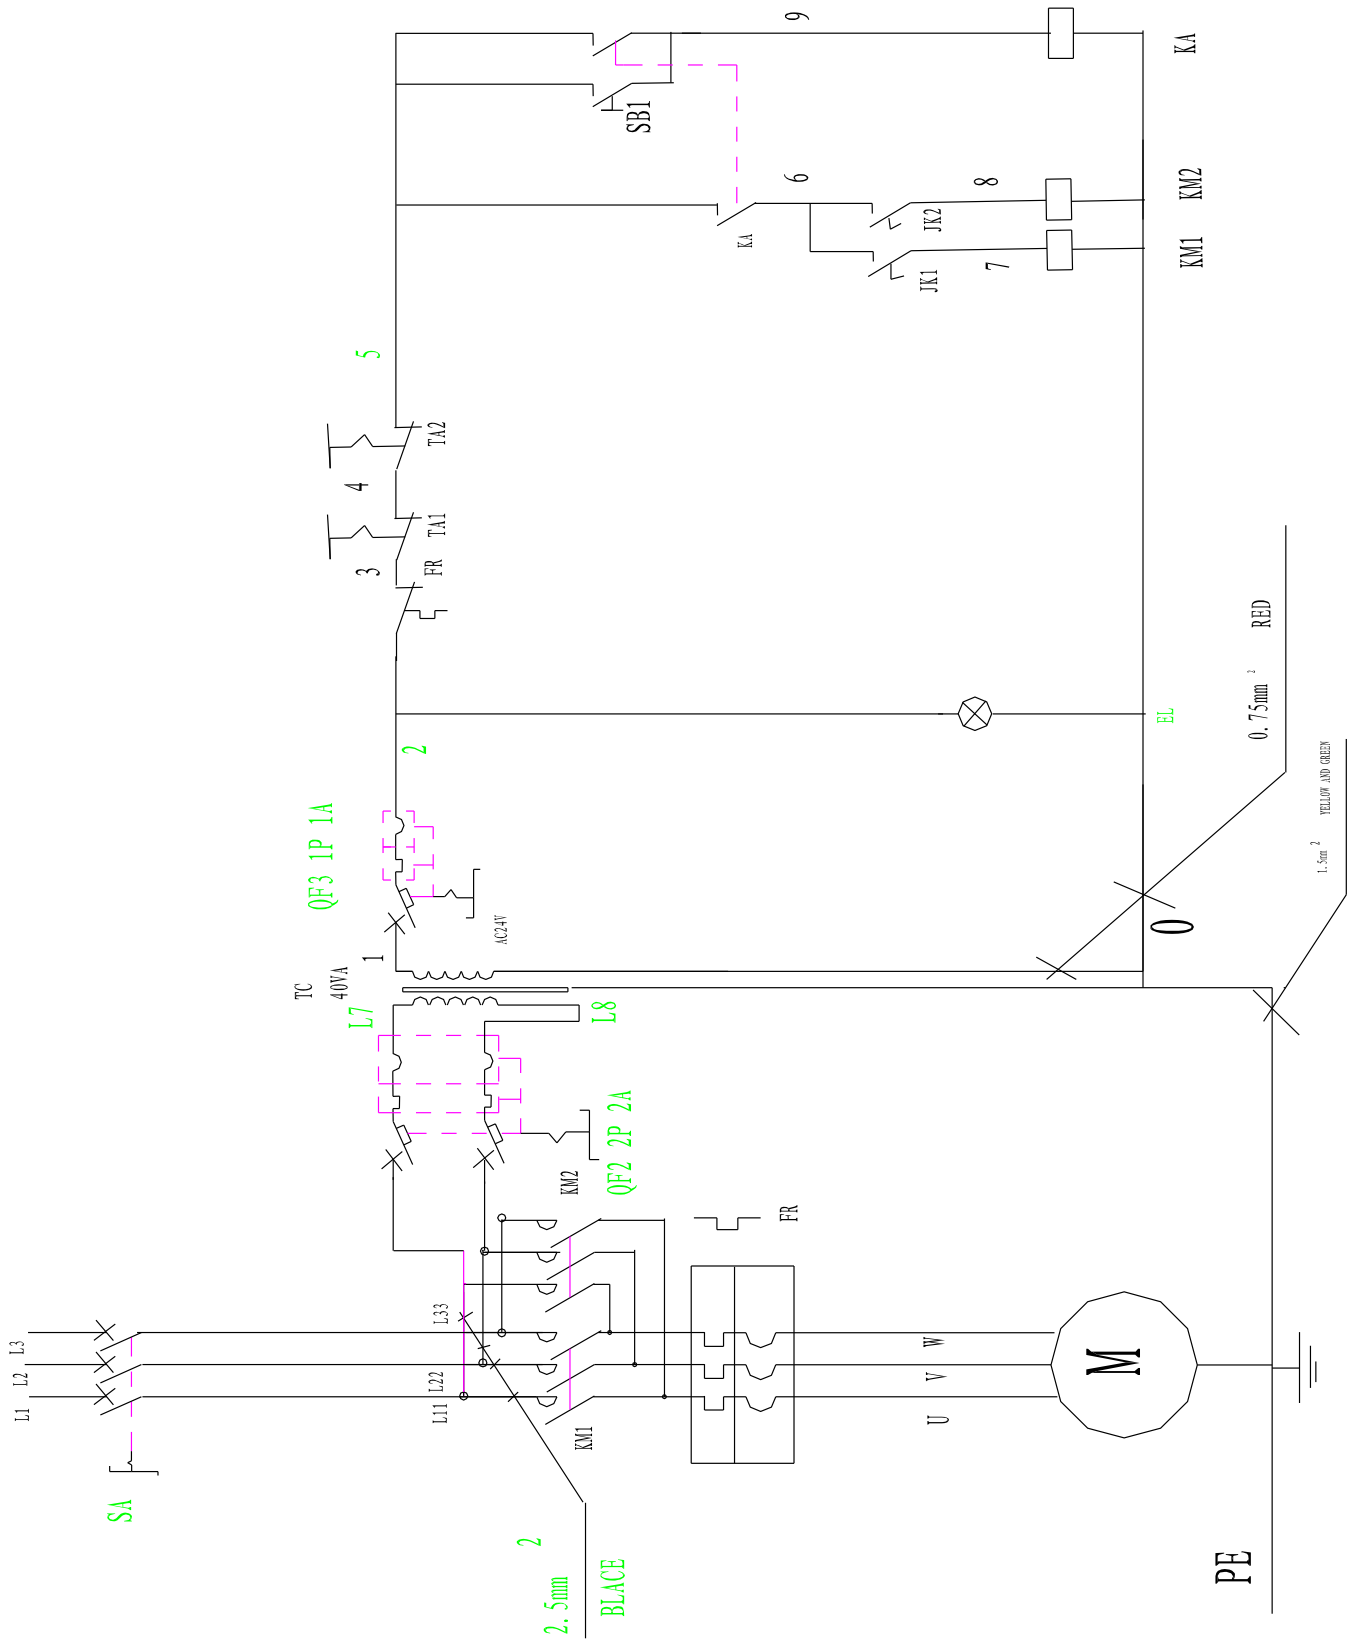 L1
L2
L3
SA
L11
L22
L33
2.5mm 2
BLACE
KM1
KM2
FR
U
V
W
M
PE
QF2 2P 2A
L7
L8
TC
40VA
1
AC24V
QF3 1P 1A
2
EL
0
0.75mm 2 RED
1.5mm 2 YELLOW AND GREEN
FR
3
TA1
4
TA2
5
KA
6
JK1
JK2
7
8
KM1
KM2
SB1
9
KA